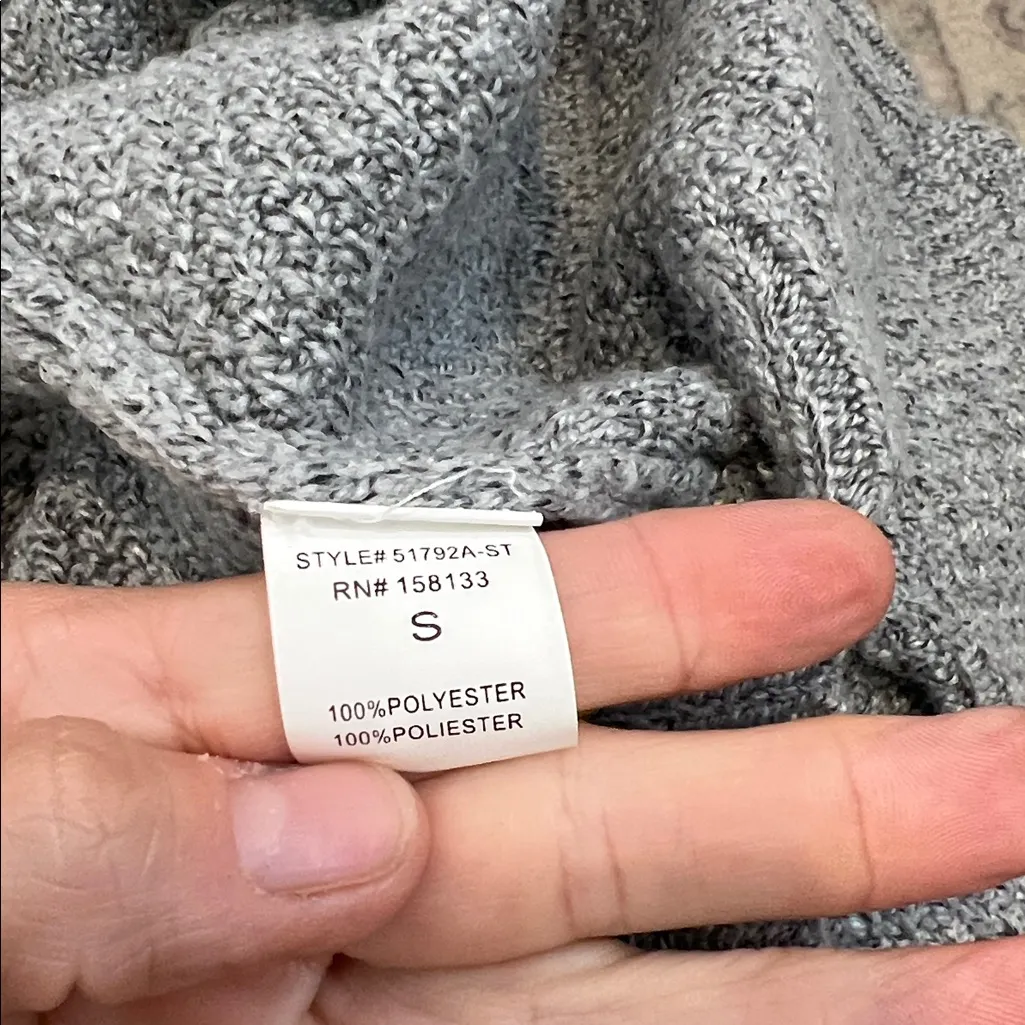 STYLE# 51792A-ST
RN# 158133
S
100%POLYESTER
100%POLIESTER